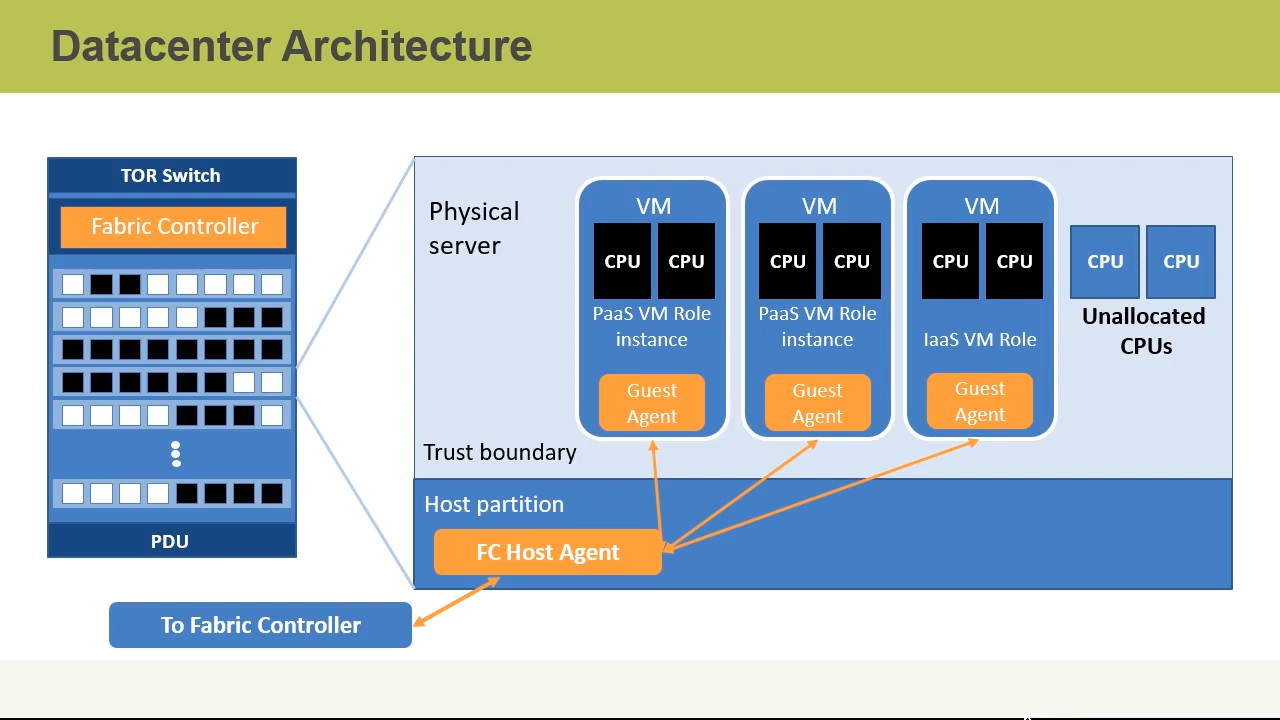 Datacenter Architecture
TOR Switch
Fabric Controller
PDU
Physical
server
VM
CPU CPU
PaaS VM Role
instance
Guest
Agent
VM
CPU CPU
PaaS VM Role
instance
Guest
Agent
VM
CPU CPU
IaaS VM Role
Guest
Agent
CPU CPU
Unallocated
CPUs
Trust boundary
Host partition
FC Host Agent
To Fabric Controller